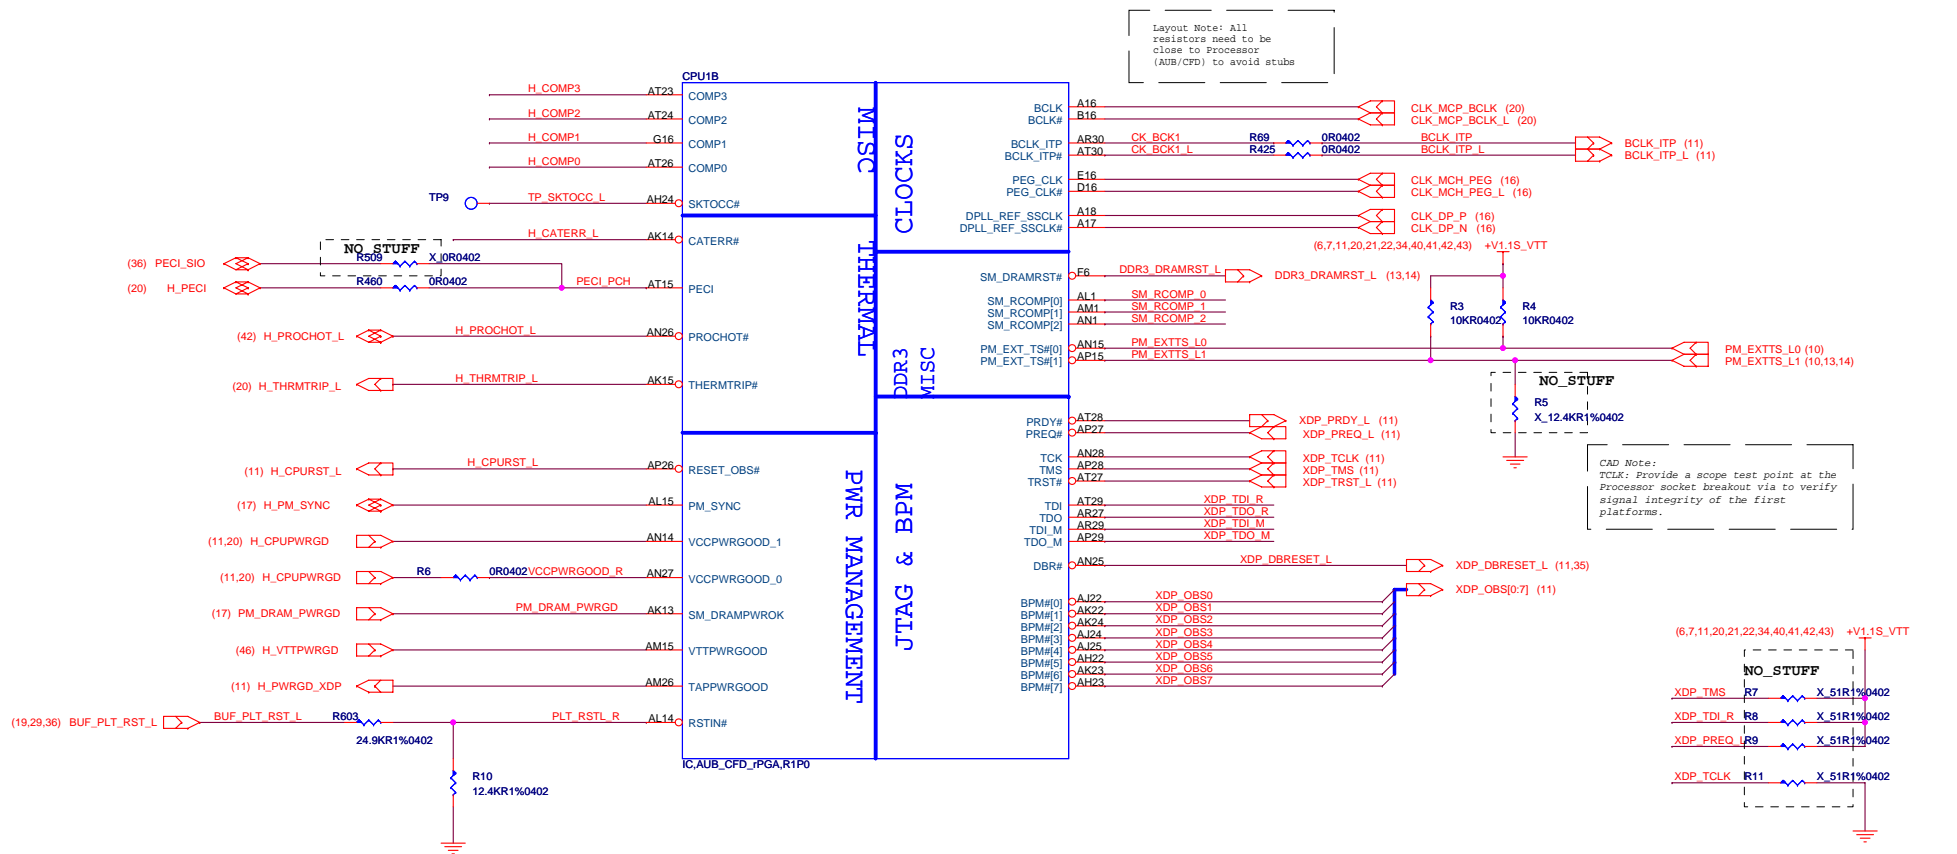 Layout Note: All
resistors need to be
close to Processor
(AUB/CFD) to avoid stubs
CPU1B
H_COMP3 AT23 COMP3
H_COMP2 AT24 COMP2
H_COMP1 G16 COMP1
H_COMP0 AT26 COMP0
TP9 TP_SKTOCC_L AH24 SKTOCC#
H_CATERR_L AK14 CATERR#
NO_STUFF
R509 X_0R0402
(36) PECI_SIO
R460 0R0402
(20) H_PECI PECI_PCH AT15 PECI
(42) H_PROCHOT_L H_PROCHOT_L AN26 PROCHOT#
(20) H_THRMTRIP_L H_THRMTRIP_L AK15 THERMTRIP#
(11) H_CPURST_L H_CPURST_L AP26 RESET_OBS#
(17) H_PM_SYNC AL15 PM_SYNC
(11,20) H_CPUPWRGD AN14 VCCPWRGOOD_1
(11,20) H_CPUPWRGD R6 0R0402 VCCPWRGOOD_R AN27 VCCPWRGOOD_0
(17) PM_DRAM_PWRGD PM_DRAM_PWRGD AK13 SM_DRAMPWROK
(46) H_VTTPWRGD AM15 VTTPWRGOOD
(11) H_PWRGD_XDP AM26 TAPPWRGOOD
(19,29,36) BUF_PLT_RST_L BUF_PLT_RST_L R603 PLT_RSTL_R AL14 RSTIN#
24.9KR1%0402
R10
12.4KR1%0402
IC,AUB_CFD_rPGA,R1P0
MISC
THERMAL
PWR MANAGEMENT
CLOCKS
DDR3
MISC
JTAG & BPM
BCLK A16 CLK_MCP_BCLK (20)
BCLK# B16 CLK_MCP_BCLK_L (20)
BCLK_ITP AR30 CK_BCK1 R69 0R0402 BCLK_ITP BCLK_ITP (11)
BCLK_ITP# AT30 CK_BCK1_L R425 0R0402 BCLK_ITP_L BCLK_ITP_L (11)
PEG_CLK E16 CLK_MCH_PEG (16)
PEG_CLK# D16 CLK_MCH_PEG_L (16)
DPLL_REF_SSCLK A18 CLK_DP_P (16)
DPLL_REF_SSCLK# A17 CLK_DP_N (16)
(6,7,11,20,21,22,34,40,41,42,43) +V1.1S_VTT
SM_DRAMRST# F6 DDR3_DRAMRST_L DDR3_DRAMRST_L (13,14)
SM_RCOMP[0] AL1 SM_RCOMP_0
SM_RCOMP[1] AM1 SM_RCOMP_1
SM_RCOMP[2] AN1 SM_RCOMP_2
R3 R4
10KR0402 10KR0402
PM_EXT_TS#[0] AN15 PM_EXTTS_L0 PM_EXTTS_L0 (10)
PM_EXT_TS#[1] AP15 PM_EXTTS_L1 PM_EXTTS_L1 (10,13,14)
NO_STUFF
R5
X_12.4KR1%0402
PRDY# AT28 XDP_PRDY_L (11)
PREQ# AP27 XDP_PREQ_L (11)
TCK AN28 XDP_TCLK (11)
TMS AP28 XDP_TMS (11)
TRST# AT27 XDP_TRST_L (11)
TDI AT29 XDP_TDI_R
TDO AR27 XDP_TDO_R
TDI_M AR29 XDP_TDI_M
TDO_M AP29 XDP_TDO_M
DBR# AN25 XDP_DBRESET_L XDP_DBRESET_L (11,35)
XDP_OBS[0:7] (11)
BPM#[0] AJ22 XDP_OBS0
BPM#[1] AK22 XDP_OBS1
BPM#[2] AK24 XDP_OBS2
BPM#[3] AJ24 XDP_OBS3
BPM#[4] AJ25 XDP_OBS4
BPM#[5] AH22 XDP_OBS5
BPM#[6] AK23 XDP_OBS6
BPM#[7] AH23 XDP_OBS7
CAD Note:
TCLK: Provide a scope test point at the
Processor socket breakout via to verify
signal integrity of the first
platforms.
(6,7,11,20,21,22,34,40,41,42,43) +V1.1S_VTT
NO_STUFF
XDP_TMS R7 X_51R1%0402
XDP_TDI_R R8 X_51R1%0402
XDP_PREQ_L R9 X_51R1%0402
XDP_TCLK R11 X_51R1%0402